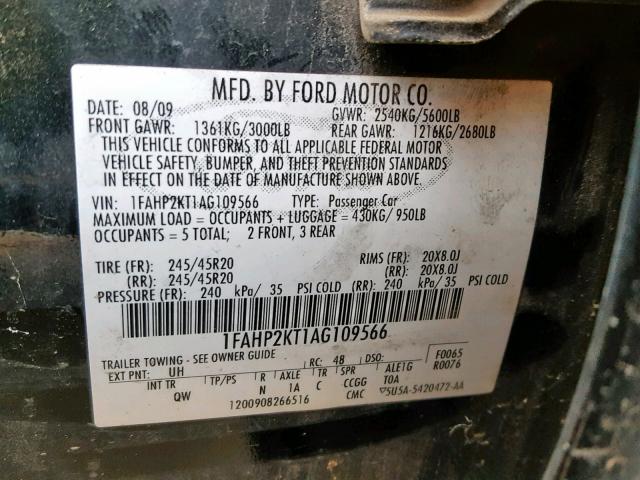 MFD. BY FORD MOTOR CO.
DATE: 08/09 GVWR: 2540KG/5600LB
FRONT GAWR: 1361KG/3000LB REAR GAWR: 1216KG/2680LB
THIS VEHICLE CONFORMS TO ALL APPLICABLE FEDERAL MOTOR
VEHICLE SAFETY, BUMPER, AND THEFT PREVENTION STANDARDS
IN EFFECT ON THE DATE OF MANUFACTURE SHOWN ABOVE.
VIN: 1FAHP2KT1AG109566 TYPE: Passenger Car
MAXIMUM LOAD = OCCUPANTS + LUGGAGE = 430KG/ 950LB
OCCUPANTS = 5 TOTAL; 2 FRONT, 3 REAR
TIRE (FR): 245/45R20 RIMS (FR): 20X8.0J
(RR): 245/45R20 (RR): 20X8.0J
PRESSURE (FR): 240 kPa/ 35 PSI COLD (RR): 240 kPa/ 35 PSI COLD
1FAHP2KT1AG109566
TRAILER TOWING - SEE OWNER GUIDE RC: 48 DSO: F0065
EXT PNT: UH R AXLE TR SPR ALE1G R0076
INT TR TP/PS N 1A C CCGG TOA
QW 1200908266516 CMC 5U5A-5420472-AA